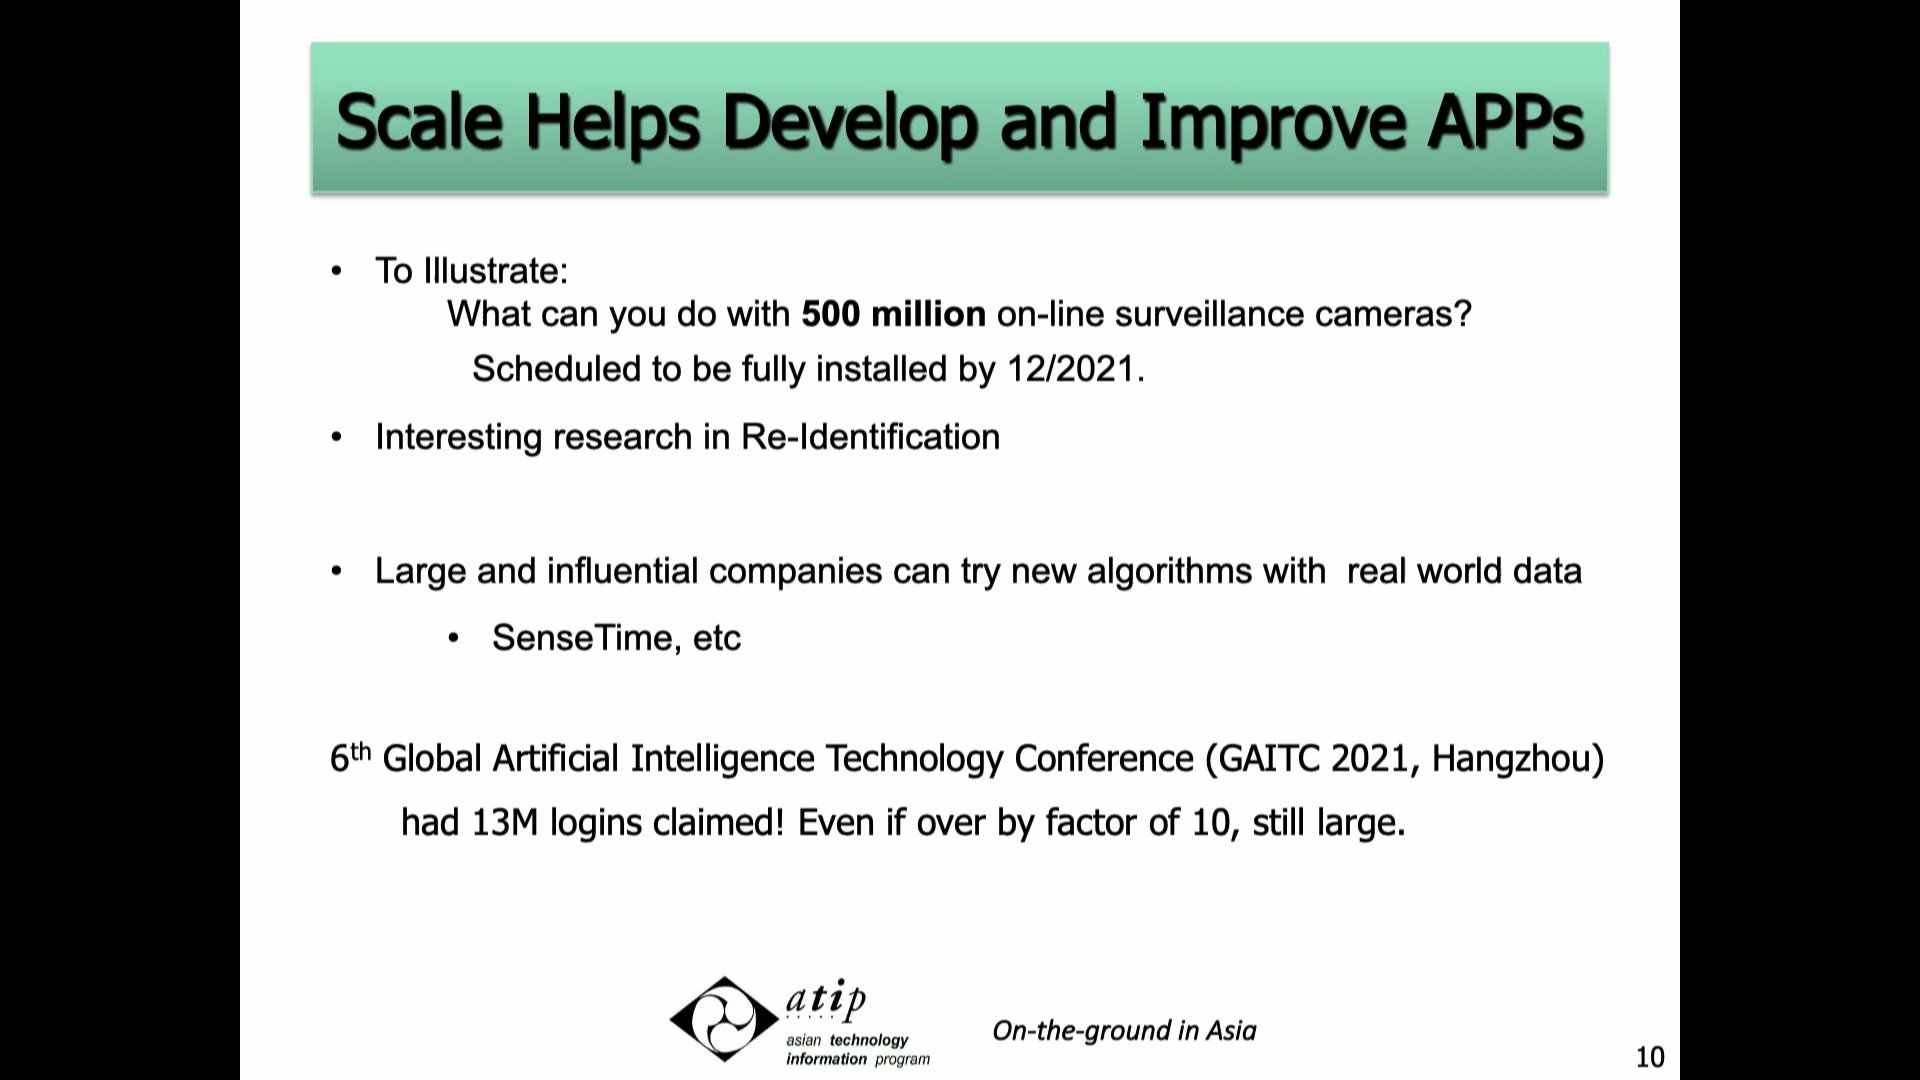 Scale Helps Develop and Improve APPs
• To Illustrate:
What can you do with 500 million on-line surveillance cameras?
Scheduled to be fully installed by 12/2021.
• Interesting research in Re-Identification
• Large and influential companies can try new algorithms with  real world data
• SenseTime, etc
6th Global Artificial Intelligence Technology Conference (GAITC 2021, Hangzhou)
had 13M logins claimed! Even if over by factor of 10, still large.
atip
asian technology
information program
On-the-ground in Asia
10